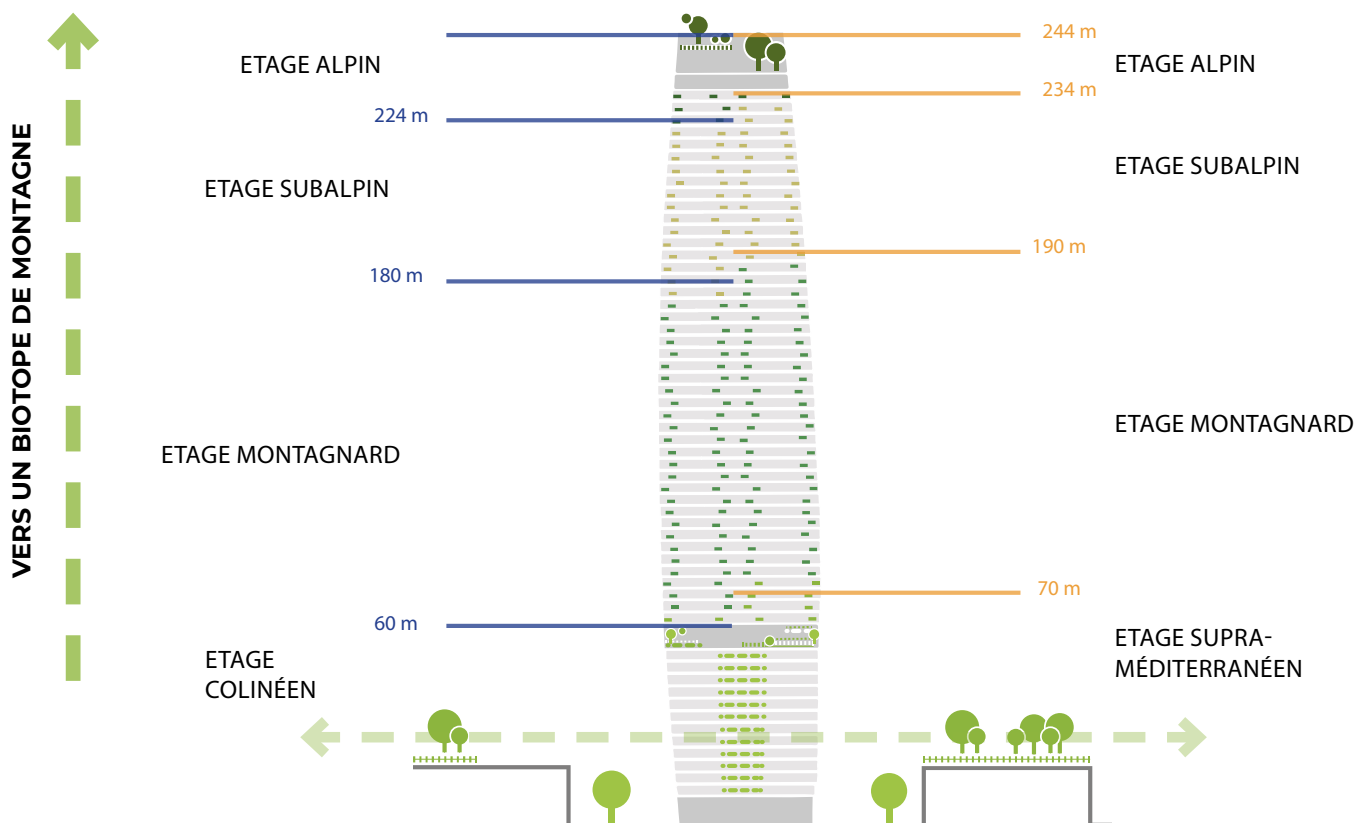 VERS UN BIOTOPE DE MONTAGNE
244 m
ETAGE ALPIN
ETAGE ALPIN
234 m
224 m
ETAGE SUBALPIN
ETAGE SUBALPIN
190 m
180 m
ETAGE MONTAGNARD
ETAGE MONTAGNARD
70 m
60 m
ETAGE
COLINÉEN
ETAGE SUPRA-
MÉDITERRANÉEN